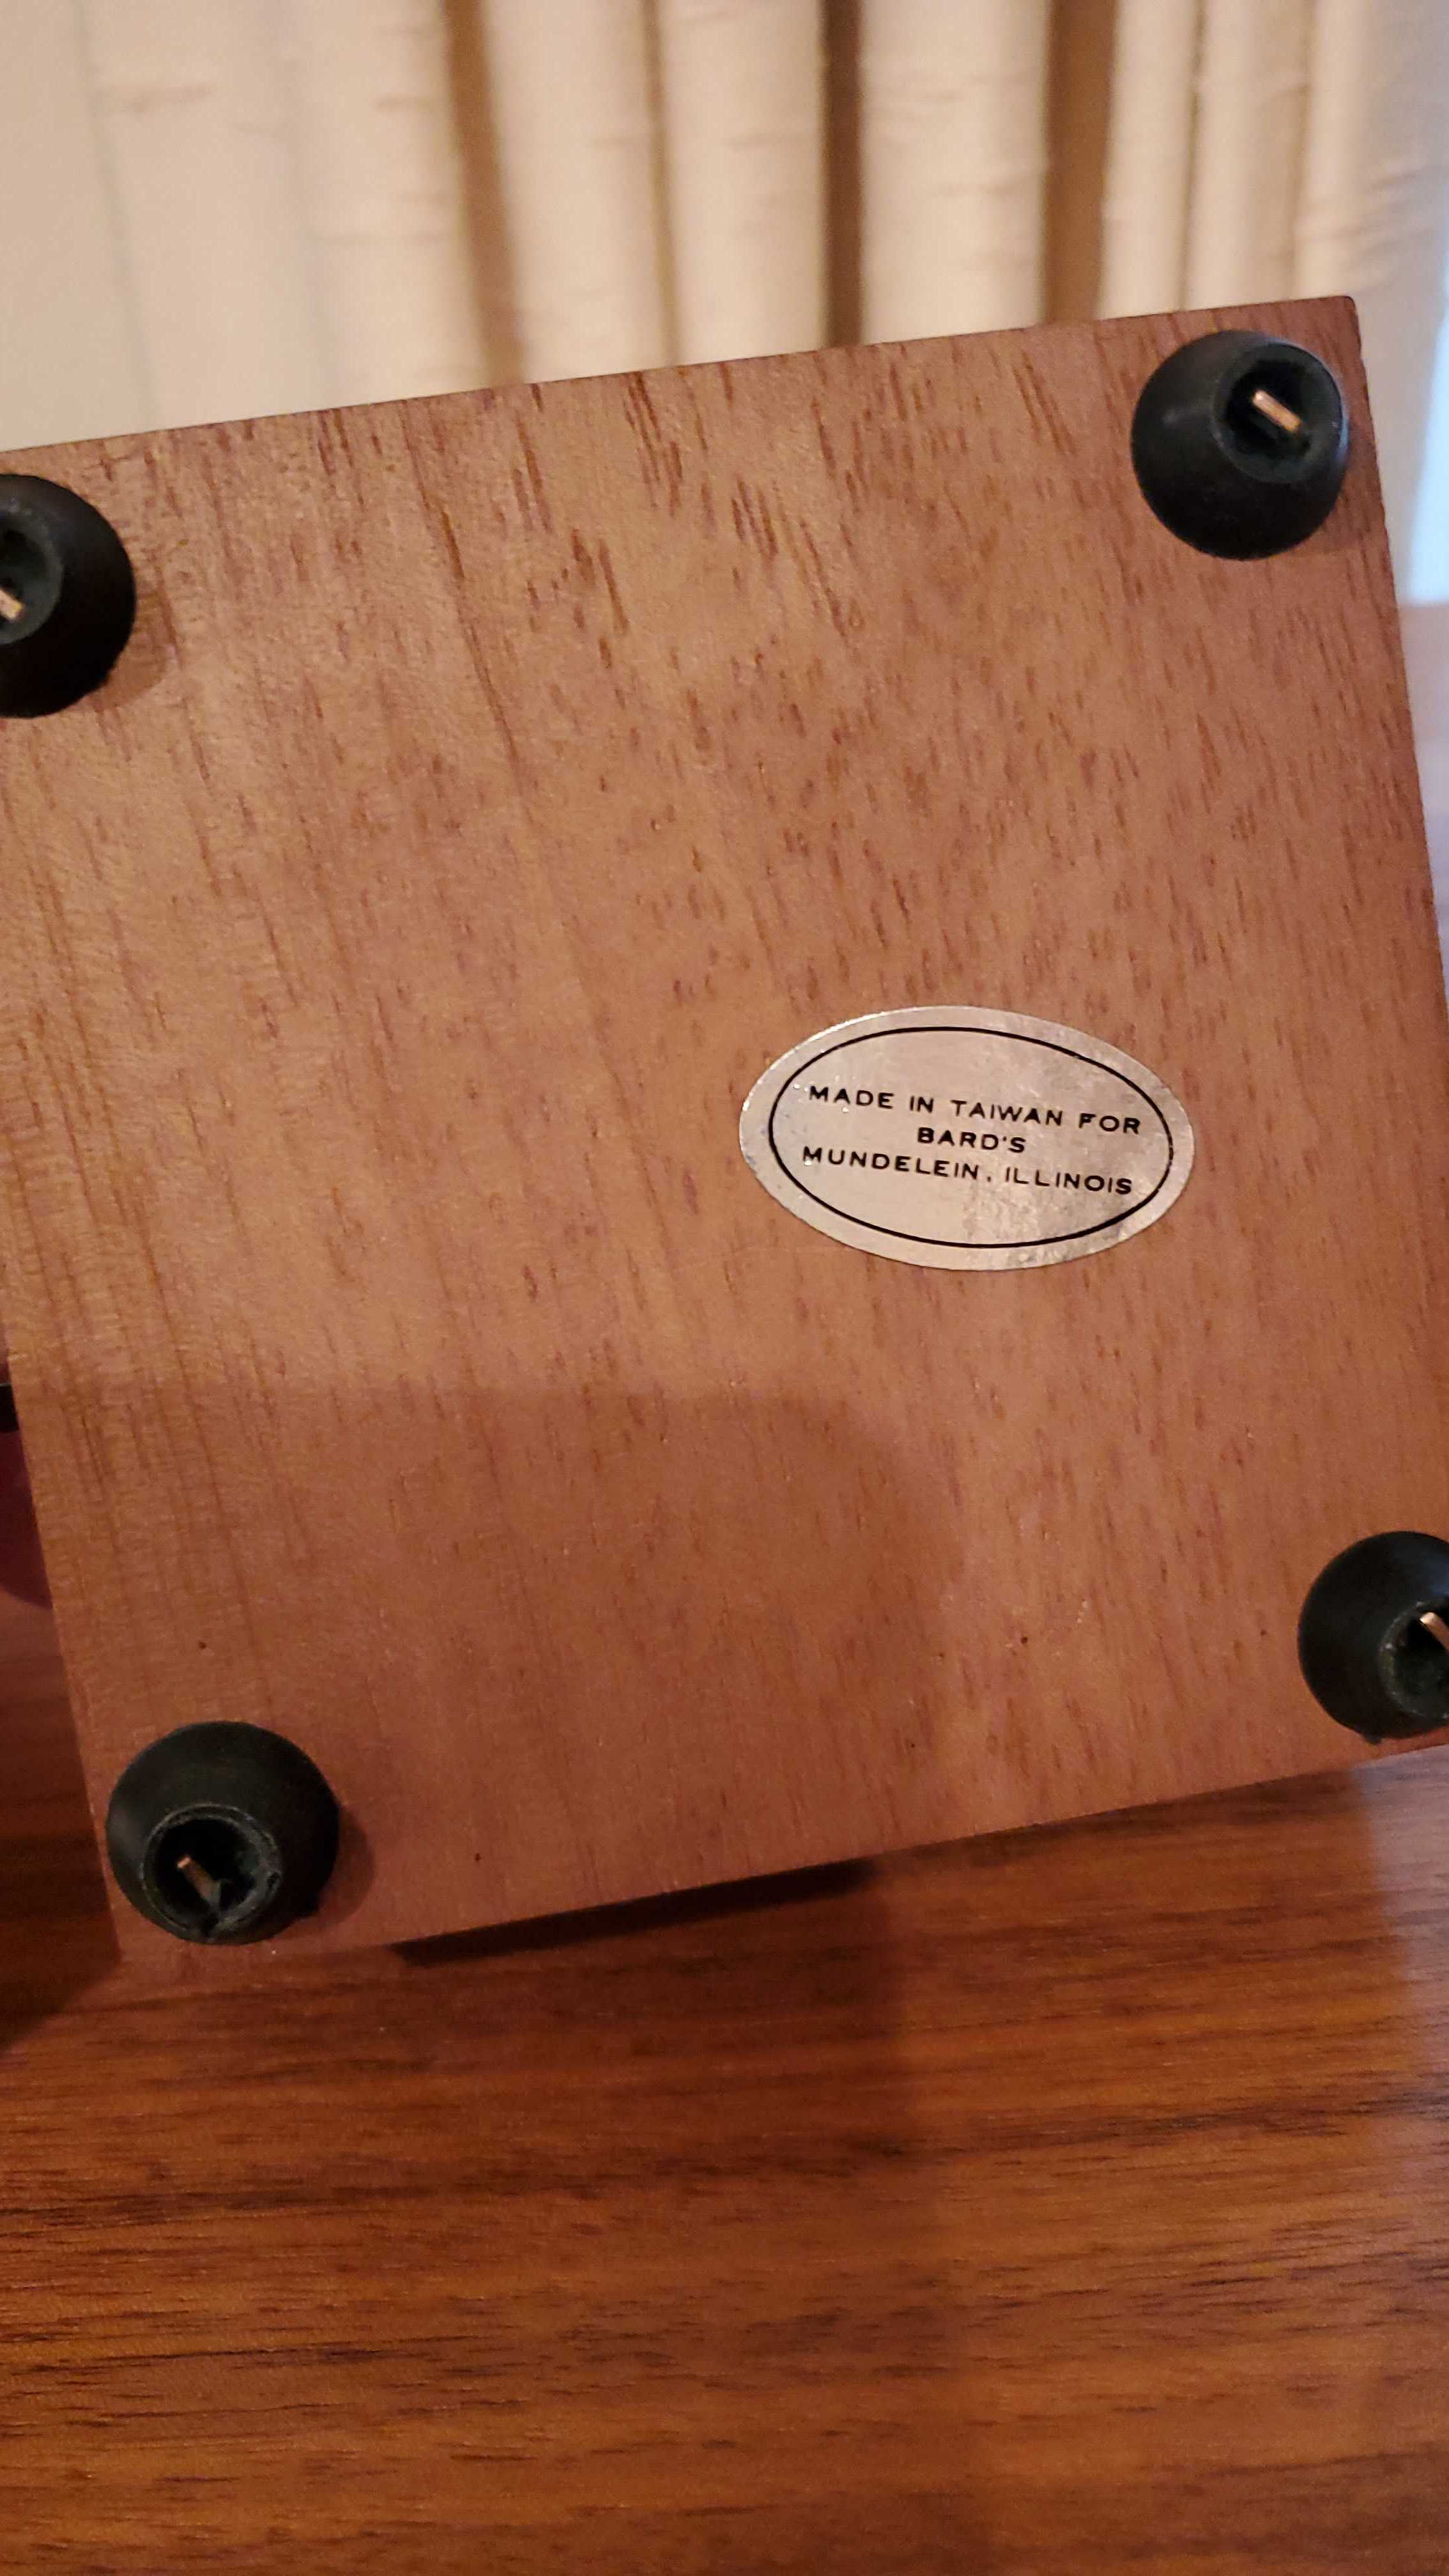 MADE IN TAIWAN FOR
BARD'S
MUNDELEIN, ILLINOIS